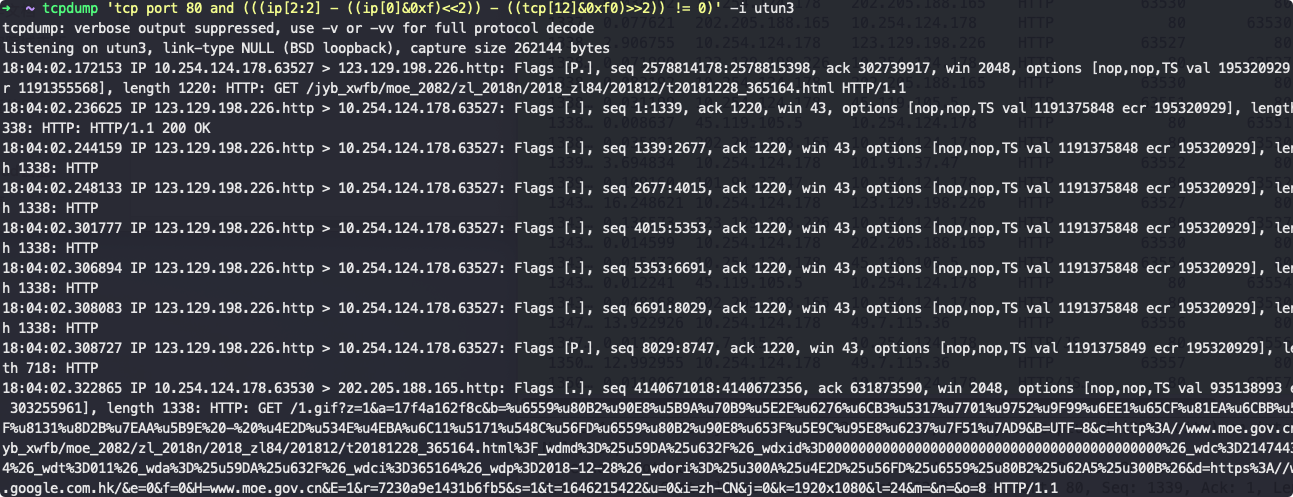 ➜ ~ tcpdump 'tcp port 80 and (((ip[2:2] - ((ip[0]&0xf)<<2)) - ((tcp[12]&0xf0)>>2)) != 0)' -i utun3
tcpdump: verbose output suppressed, use -v or -vv for full protocol decode
listening on utun3, link-type NULL (BSD loopback), capture size 262144 bytes
18:04:02.172153 IP 10.254.124.178.63527 > 123.129.198.226.http: Flags [P.], seq 2578814178:2578815398, ack 302735917, win 2048, options [nop,nop,TS val 195320929
r 1191355568], length 1220: HTTP: GET /jyb_xwfb/moe_2082/zl_2018n/2018_zl84/201812/t20181228_365164.html HTTP/1.1
18:04:02.236625 IP 123.129.198.226.http > 10.254.124.178.63527: Flags [.], seq 1:1339, ack 1220, win 43, options [nop,nop,TS val 1191375848 ecr 195320929], length
338: HTTP: HTTP/1.1 200 OK
18:04:02.244159 IP 123.129.198.226.http > 10.254.124.178.63527: Flags [.], seq 1339:2677, ack 1220, win 43, options [nop,nop,TS val 1191375848 ecr 195320929], len
h 1338: HTTP
18:04:02.248133 IP 123.129.198.226.http > 10.254.124.178.63527: Flags [.], seq 2677:4015, ack 1220, win 43, options [nop,nop,TS val 1191375848 ecr 195320929], len
h 1338: HTTP
18:04:02.301777 IP 123.129.198.226.http > 10.254.124.178.63527: Flags [.], seq 4015:5353, ack 1220, win 43, options [nop,nop,TS val 1191375848 ecr 195320929], len
h 1338: HTTP
18:04:02.306894 IP 123.129.198.226.http > 10.254.124.178.63527: Flags [.], seq 5353:6691, ack 1220, win 43, options [nop,nop,TS val 1191375848 ecr 195320929], len
h 1338: HTTP
18:04:02.308083 IP 123.129.198.226.http > 10.254.124.178.63527: Flags [.], seq 6691:8029, ack 1220, win 43, options [nop,nop,TS val 1191375848 ecr 195320929], len
h 1338: HTTP
18:04:02.308727 IP 123.129.198.226.http > 10.254.124.178.63527: Flags [P.], seq 8029:8747, ack 1220, win 43, options [nop,nop,TS val 1191375849 ecr 195320929], le
th 718: HTTP
18:04:02.322865 IP 10.254.124.178.63530 > 202.205.188.165.http: Flags [.], seq 4140671018:4140672356, ack 631873590, win 2048, options [nop,nop,TS val 935138993 e
_303255961], length 1338: HTTP: GET /1.gif?z=1&a=17f4a162f8c&b=%u6559%u80B2%u90E8%u5B9A%u70B9%u5E2E%u6276%u6CB3%u5317%u7701%u9752%u9F99%u6EE1%u65CF%u81EA%u6CBB%u5
F%u8131%u8D2B%u7EAA%u5B9E%20-%20%u4E2D%u534E%u4EBA%u6C11%u5171%u548C%u56FD%u6559%u80B2%u90E8%u653F%u5E9C%u95E8%u6237%u7F51%u7AD9&B=UTF-8&c=http%3A//www.moe.gov.cn
yb_xwfb/moe_2082/zl_2018n/2018_zl84/201812/t20181228_365164.html%3F_wdmd%3D%25u59DA%25u632F%26_wdxid%3D000000000000000000000000000000000000000000%26_wdc%3D2147443
4%26_wdt%3D011%26_wda%3D%25u59DA%25u632F%26_wdci%3D365164%26_wdp%3D2018-12-28%26_wdori%3D%25u300A%25u4E2D%25u56FD%25u6559%25u80B2%25u62A5%25u300B%26&d=https%3A//w
.google.com.hk/&e=0&f=0&H=www.moe.gov.cn&E=1&r=7230a9e1431b6fb5&s=1&t=1646215422&u=0&i=zh-CN&j=0&k=1920x1080&l=24&m=&n=&o=8 HTTP/1.1